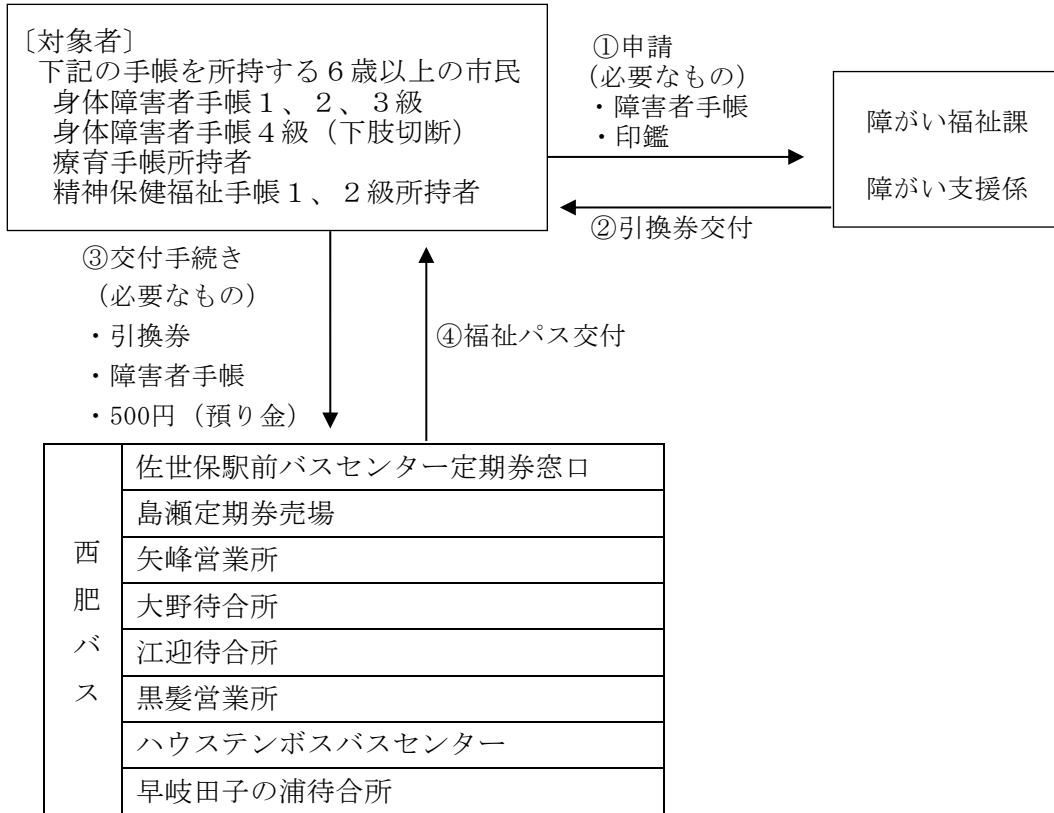 〔対象者〕
下記の手帳を所持する６歳以上の市民
身体障害者手帳１、２、３級
身体障害者手帳４級（下肢切断）
療育手帳所持者
精神保健福祉手帳１、２級所持者
①申請
(必要なもの)
・障害者手帳
・印鑑
障がい福祉課
障がい支援係
②引換券交付
③交付手続き
（必要なもの）
・引換券
・障害者手帳
・500円（預り金）
④福祉パス交付
西肥バス
佐世保駅前バスセンター定期券窓口
島瀬定期券売場
矢峰営業所
大野待合所
江迎待合所
黒髪営業所
ハウステンボスバスセンター
早岐田子の浦待合所